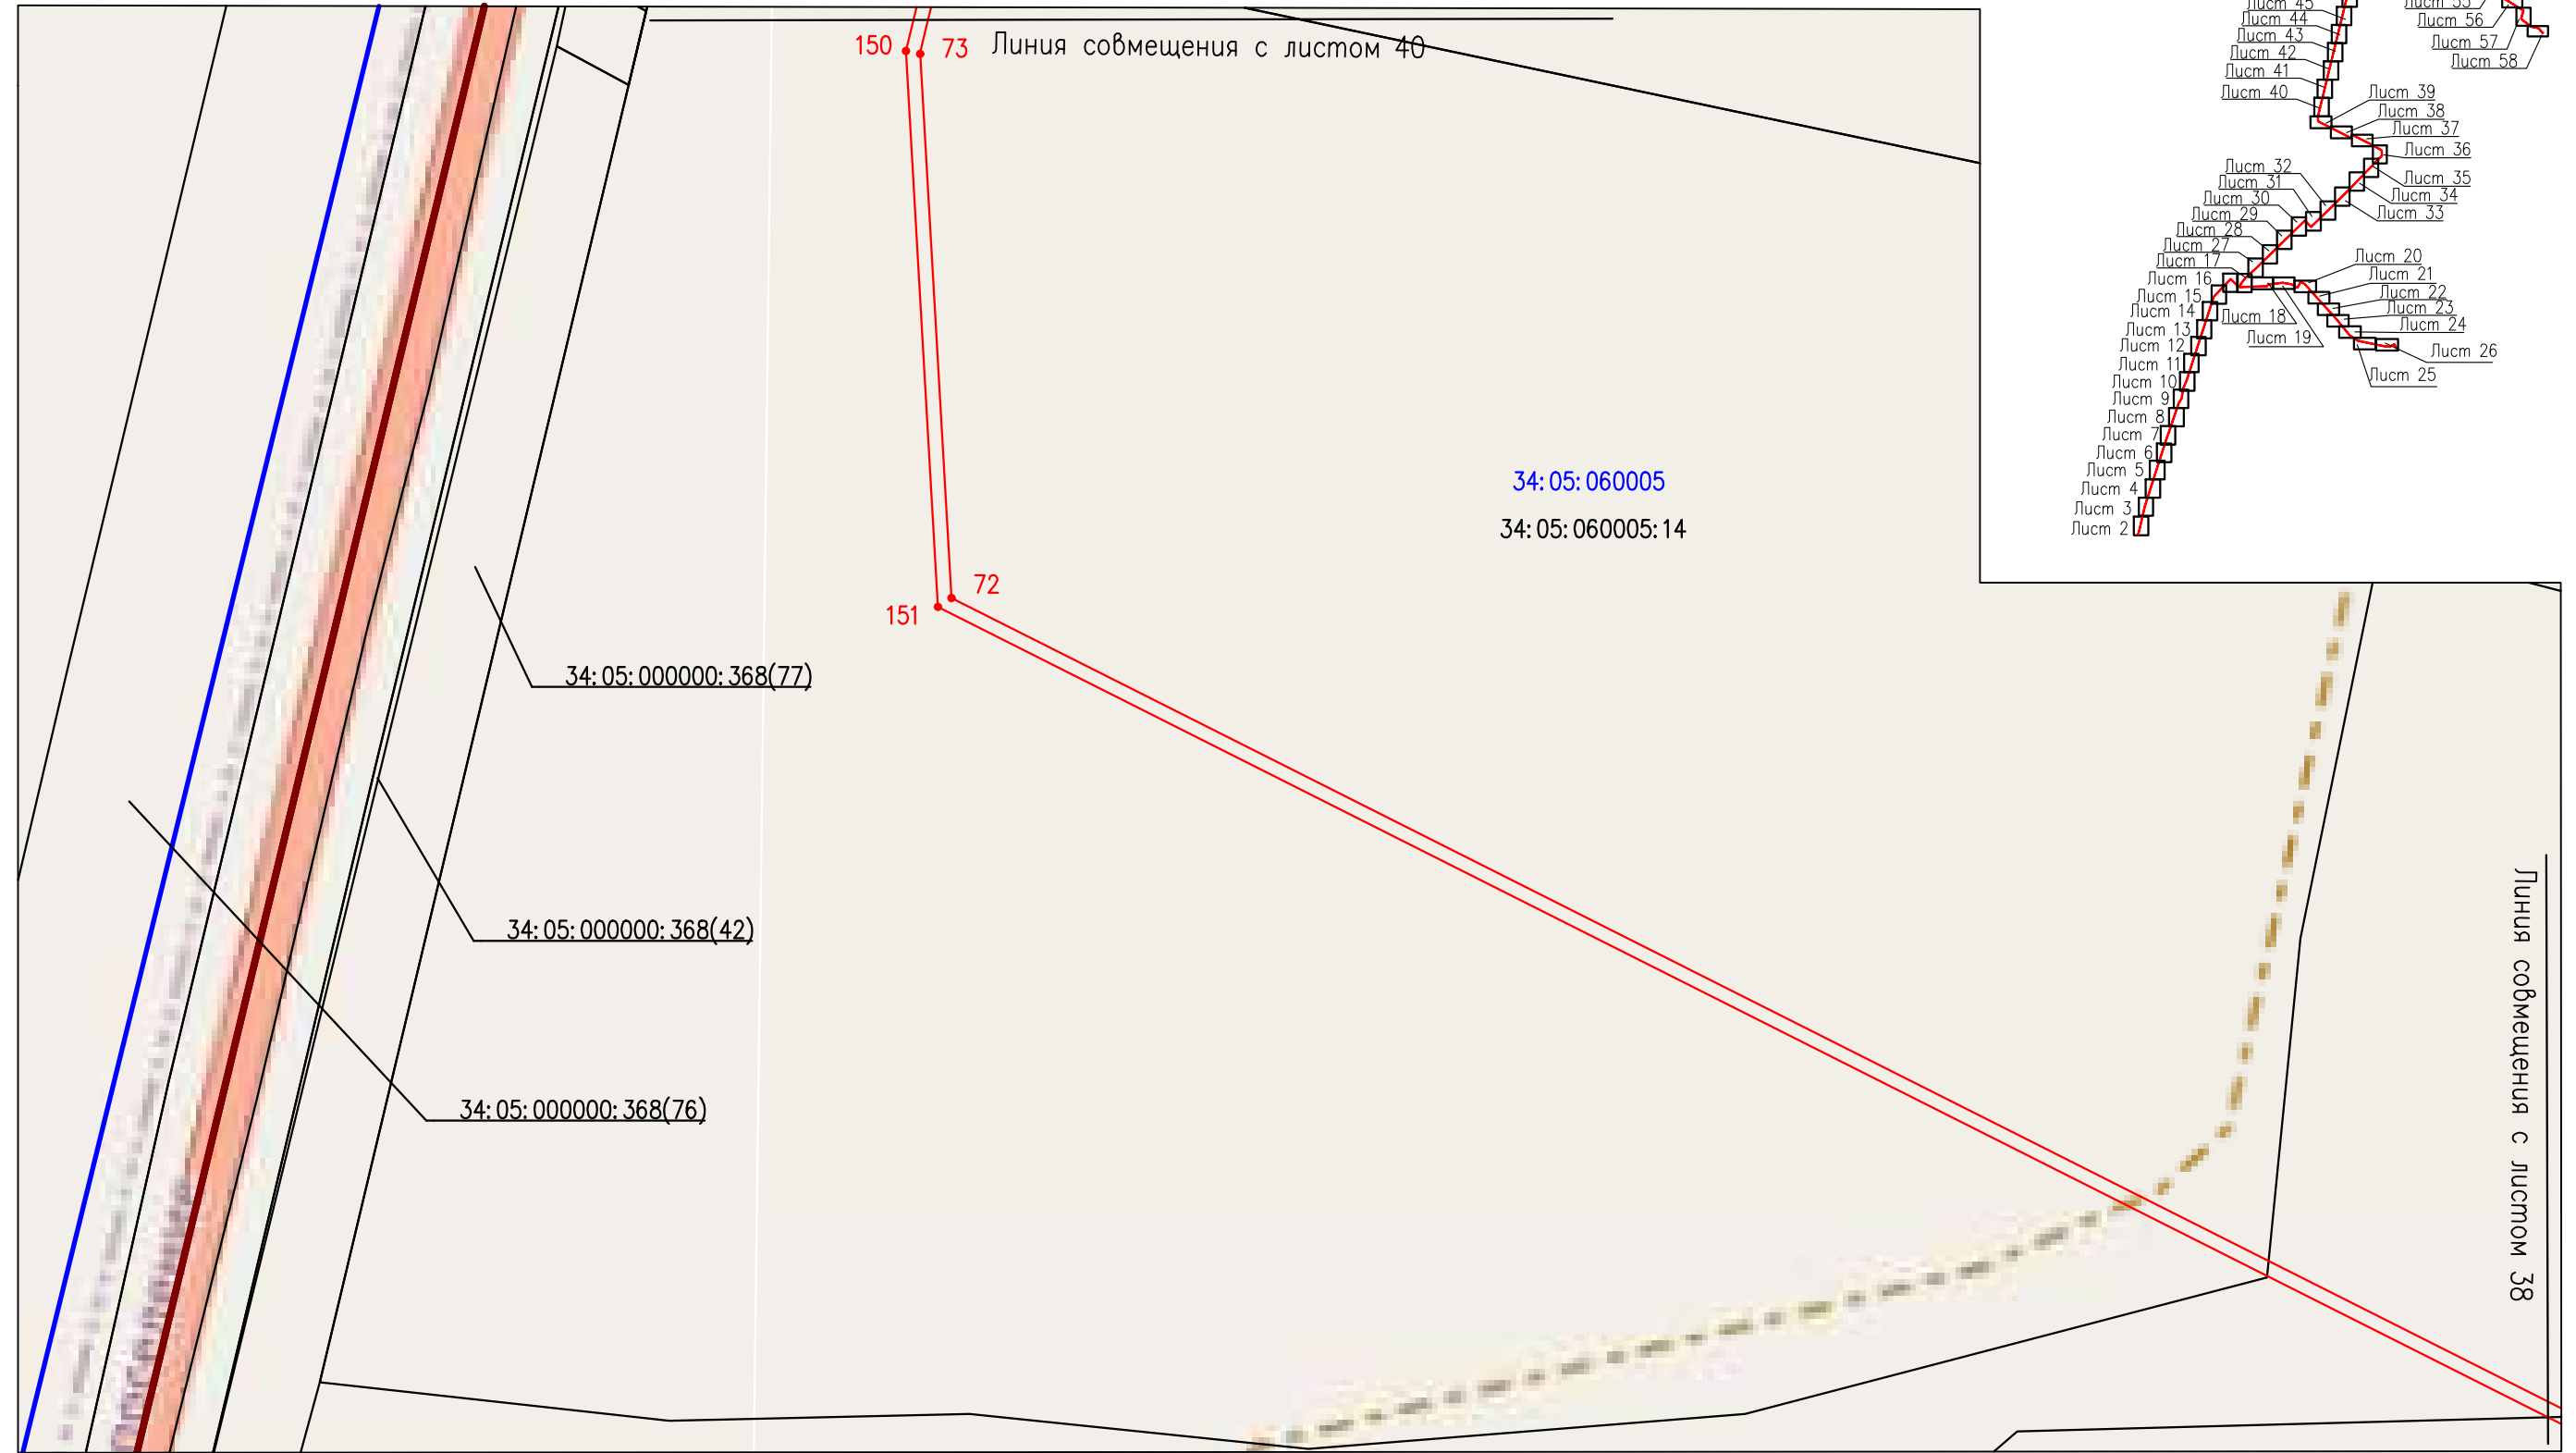 150
73
Линия совмещения с листом 40
34:05:060005
34:05:060005:14
72
151
34:05:000000:368(77)
34:05:000000:368(42)
34:05:000000:368(76)
Линия совмещения с листом 38
Лист 45
Лист 44
Лист 43
Лист 42
Лист 41
Лист 40
Лист 55
Лист 56
Лист 57
Лист 58
Лист 39
Лист 38
Лист 37
Лист 36
Лист 35
Лист 34
Лист 33
Лист 32
Лист 31
Лист 30
Лист 29
Лист 28
Лист 27
Лист 17
Лист 16
Лист 15
Лист 14
Лист 13
Лист 12
Лист 11
Лист 10
Лист 9
Лист 8
Лист 7
Лист 6
Лист 5
Лист 4
Лист 3
Лист 2
Лист 18
Лист 19
Лист 20
Лист 21
Лист 22
Лист 23
Лист 24
Лист 26
Лист 25